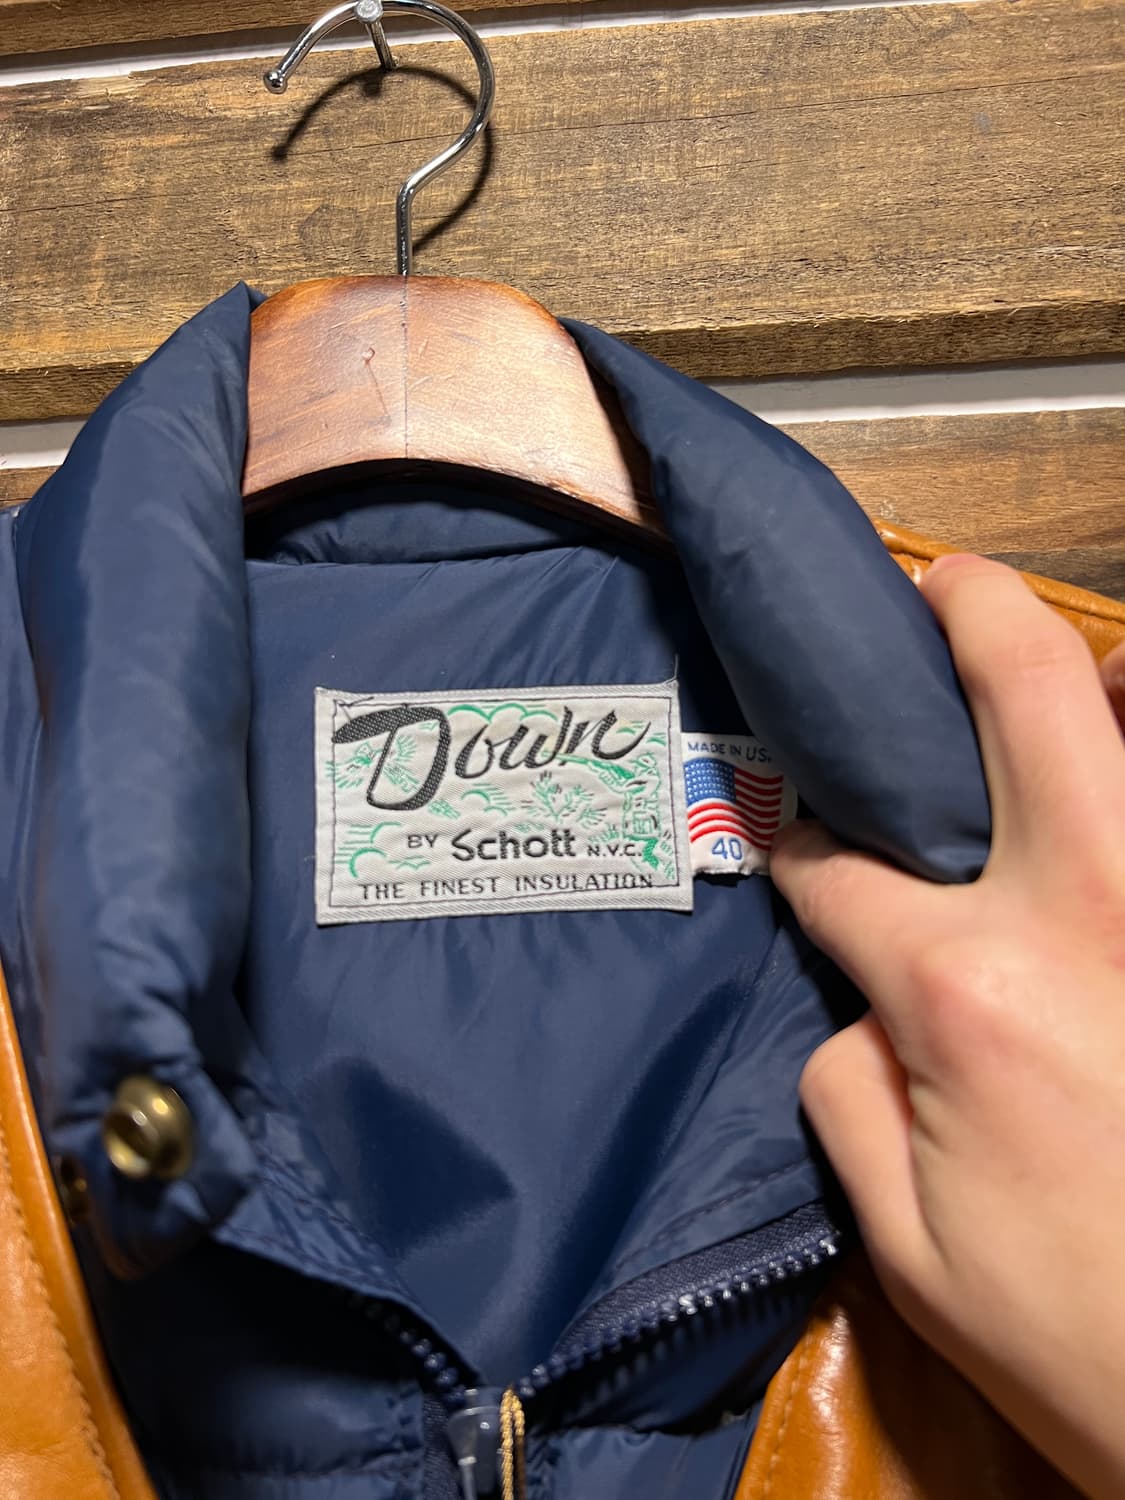 Down
BY Schott N.Y.C.
THE FINEST INSULATION
MADE IN USA
40